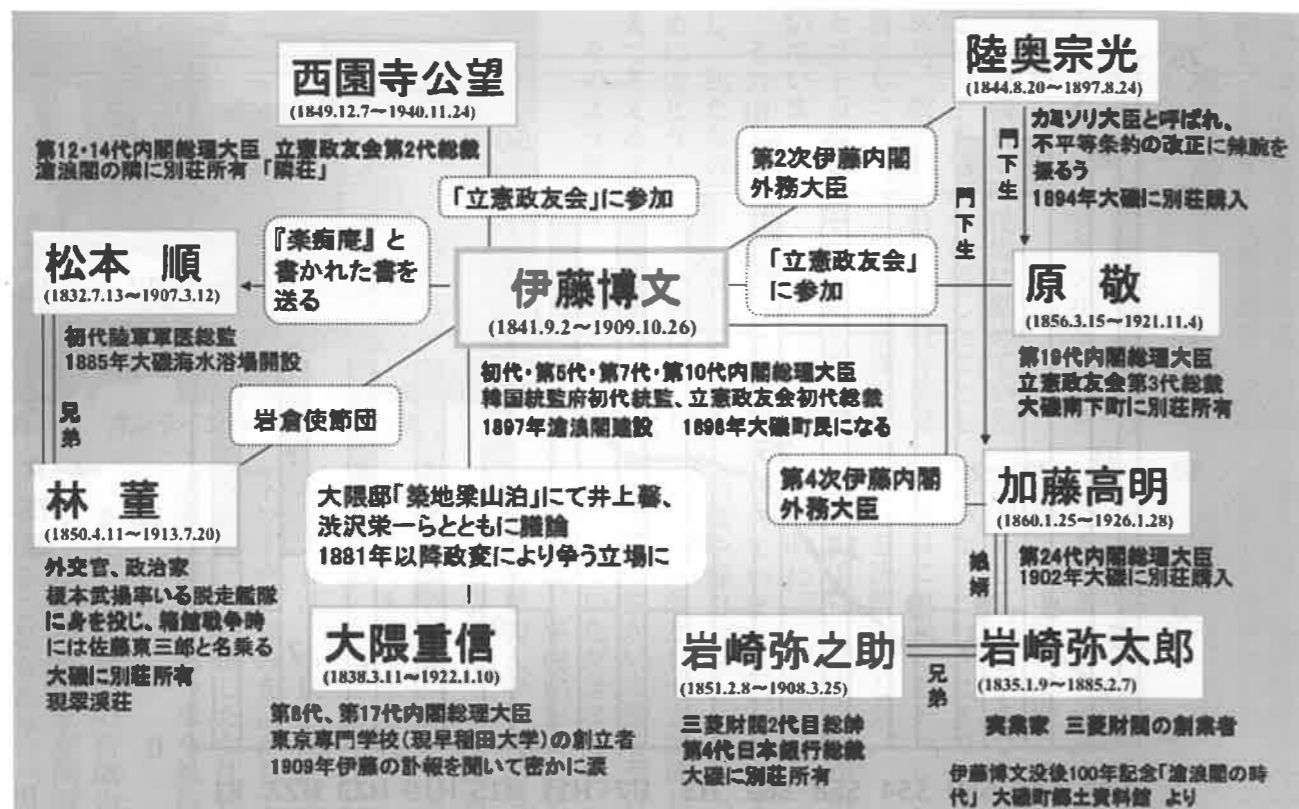 西園寺公望
(1849.12.7～1940.11.24)
第12・14代内閣総理大臣　立憲政友会第2代総裁
滄浪閣の隣に別荘所有　「隣荘」
陸奥宗光
(1844.8.20～1897.8.24)
カミソリ大臣と呼ばれ、
不平等条約の改正に辣腕を
振るう
1894年大磯に別荘購入
門下生
門下生
第2次伊藤内閣
外務大臣
「立憲政友会」に参加
『楽痴庵』と
書かれた書を
送る
松本　順
(1832.7.13～1907.3.12)
初代陸軍軍医総監
1885年大磯海水浴場開設
伊藤博文
(1841.9.2～1909.10.26)
初代・第5代・第7代・第10代内閣総理大臣
韓国統監府初代統監、立憲政友会初代総裁
1897年滄浪閣建設　1898年大磯町民になる
「立憲政友会」
に参加
原　敬
(1856.3.15～1921.11.4)
第19代内閣総理大臣
立憲政友会第3代総裁
大磯南下町に別荘所有
兄弟
岩倉使節団
林　董
(1850.4.11～1913.7.20)
外交官、政治家
榎本武揚率いる脱走艦隊
に身を投じ、箱館戦争時
には佐藤東三郎と名乗る
大磯に別荘所有
現翠渓荘
大隈邸「築地梁山泊」にて井上馨、
渋沢栄一らとともに議論
1881年以降政変により争う立場に
第4次伊藤内閣
外務大臣
加藤高明
(1860.1.25～1926.1.28)
第24代内閣総理大臣
1902年大磯に別荘購入
大隈重信
(1838.3.11～1922.1.10)
第8代、第17代内閣総理大臣
東京専門学校(現早稲田大学)の創立者
1909年伊藤の訃報を聞いて密かに涙
岩崎弥之助
(1851.2.8～1908.3.25)
三菱財閥2代目総帥
第4代日本銀行総裁
大磯に別荘所有
兄弟
岩崎弥太郎
(1835.1.9～1885.2.7)
実業家　三菱財閥の創業者
伊藤博文没後100年記念「滄浪閣の時
代」 大磯町郷土資料館　より